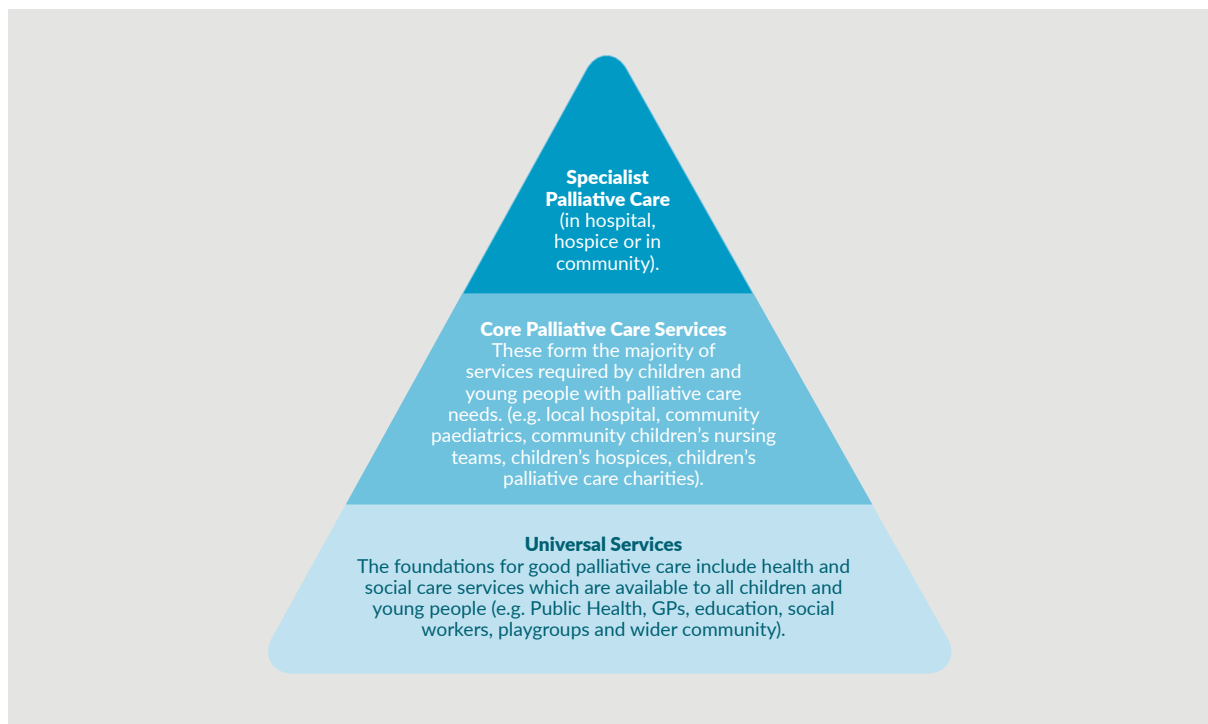 Specialist
Palliative Care
(in hospital,
hospice or in
community).
Core Palliative Care Services
These form the majority of
services required by children and
young people with palliative care
needs. (e.g. local hospital, community
paediatrics, community children's nursing
teams, children's hospices, children's
palliative care charities).
Universal Services
The foundations for good palliative care include health and
social care services which are available to all children and
young people (e.g. Public Health, GPs, education, social
workers, playgroups and wider community).